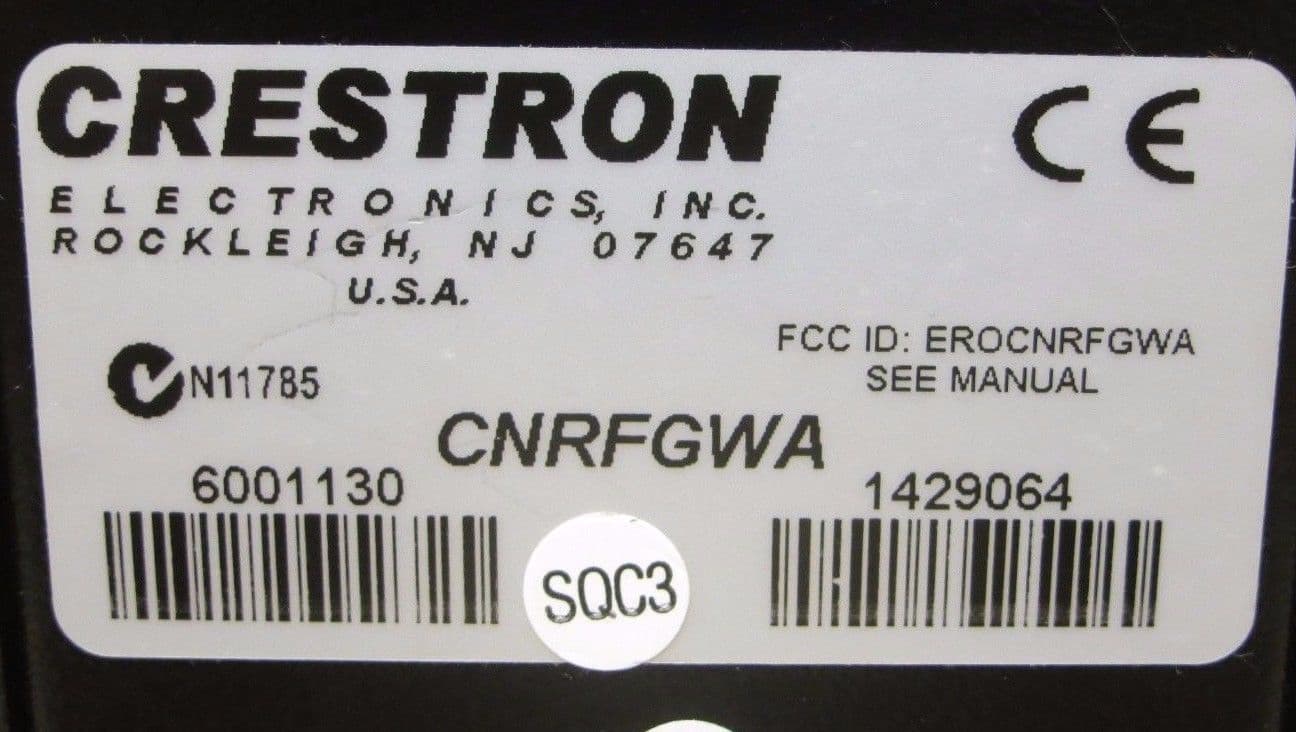 CRESTRON
ELECTRONICS, INC.
ROCKLEIGH, NJ 07647
U.S.A.
CE
FCC ID: EROCNRFGWA
SEE MANUAL
N11785
CNRFGWA
6001130
1429064
SQC3